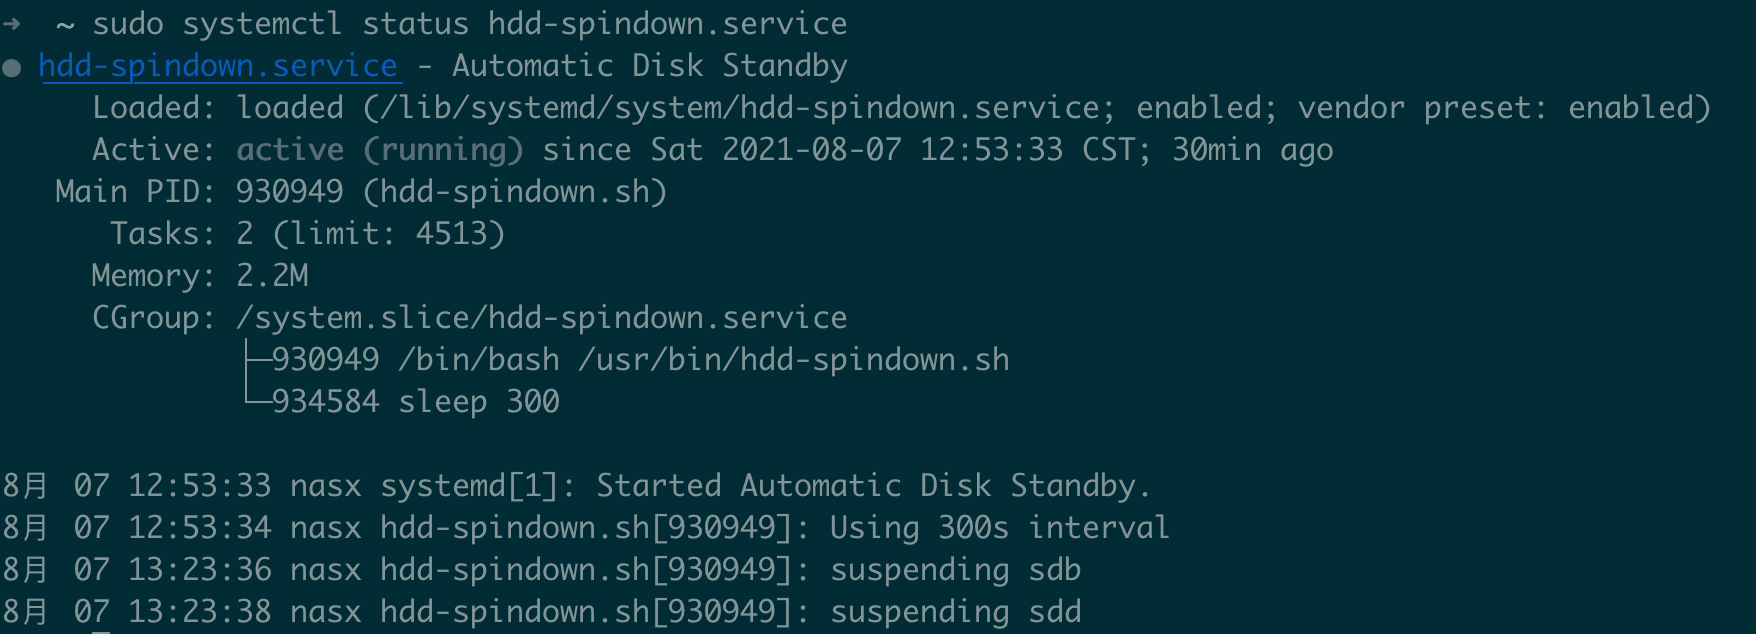 → ~ sudo systemctl status hdd-spindown.service
● hdd-spindown.service - Automatic Disk Standby
Loaded: loaded (/lib/systemd/system/hdd-spindown.service; enabled; vendor preset: enabled)
Active: active (running) since Sat 2021-08-07 12:53:33 CST; 30min ago
Main PID: 930949 (hdd-spindown.sh)
Tasks: 2 (limit: 4513)
Memory: 2.2M
CGroup: /system.slice/hdd-spindown.service
├─930949 /bin/bash /usr/bin/hdd-spindown.sh
└─934584 sleep 300
8月 07 12:53:33 nasx systemd[1]: Started Automatic Disk Standby.
8月 07 12:53:34 nasx hdd-spindown.sh[930949]: Using 300s interval
8月 07 13:23:36 nasx hdd-spindown.sh[930949]: suspending sdb
8月 07 13:23:38 nasx hdd-spindown.sh[930949]: suspending sdd